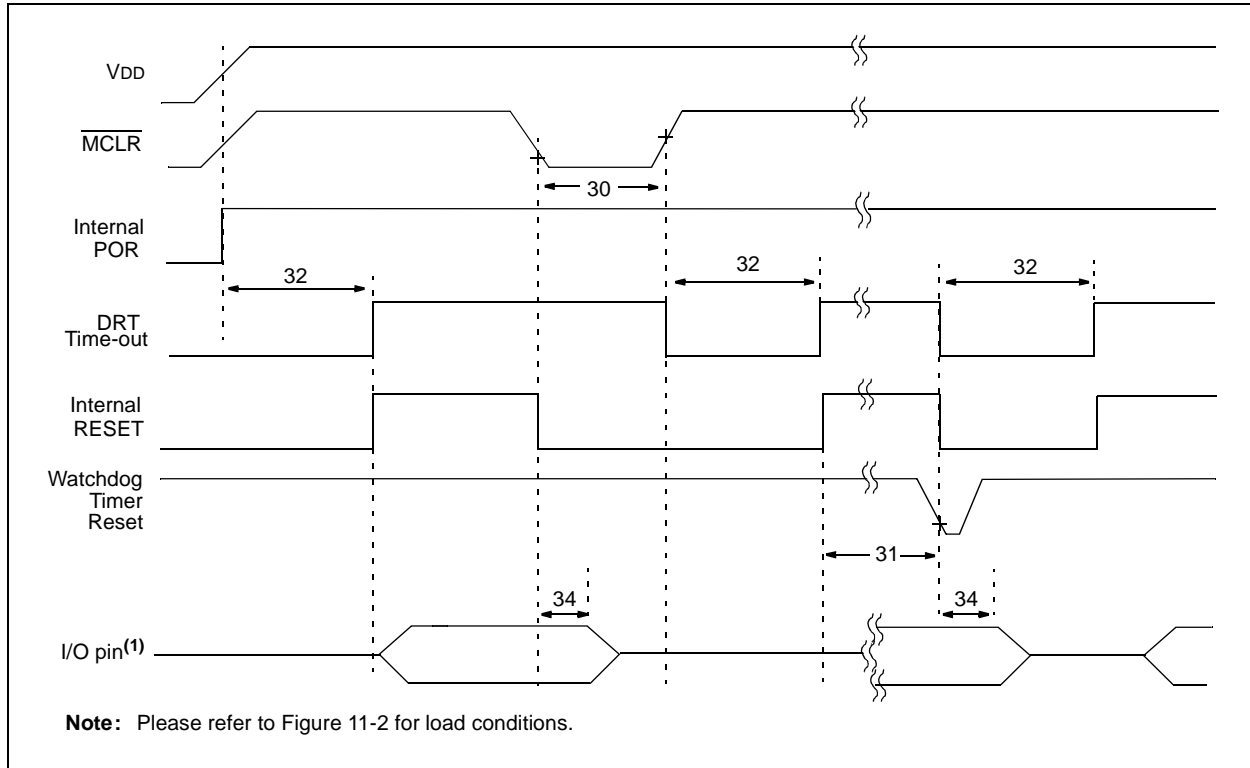 VDD
MCLR
30
Internal
POR
32
32
32
DRT
Time-out
Internal
RESET
Watchdog
Timer
Reset
31
34
34
I/O pin(1)
Note: Please refer to Figure 11-2 for load conditions.